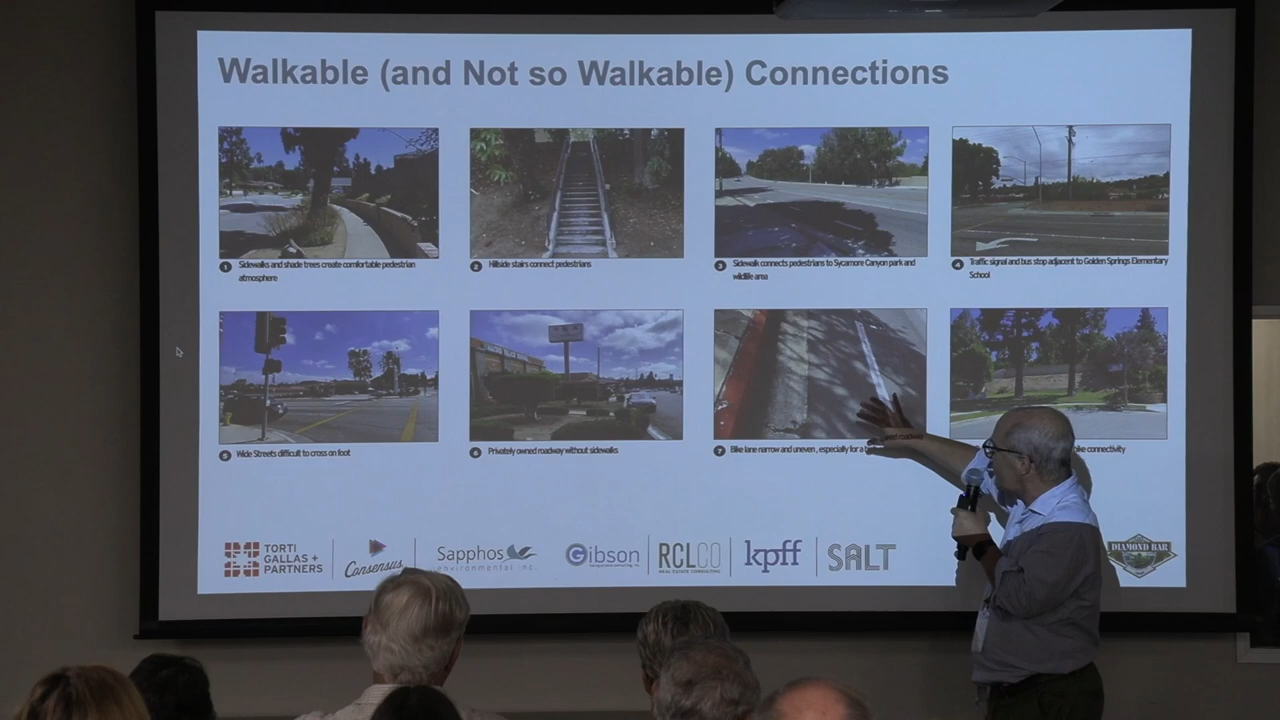 Walkable (and Not so Walkable) Connections
1 Sidewalks and shade trees create comfortable pedestrian
atmosphere
2 Hillside stairs connect pedestrians
3 Sidewalk connects pedestrians to Sycamore Canyon park and
wildlife area
4 Traffic signal and bus stop adjacent to Golden Springs Elementary
School
5 Wide Streets difficult to cross on foot
6 Privately owned roadway without sidewalks
7 Bike lane narrow and uneven, especially for a
roadway
bike connectivity
TORTI
GALLAS +
PARTNERS
Consensus
Sapphos
environmental inc.
Gibson
RCLCO
REAL ESTATE CONSULTING
kpff
SALT
DIAMOND BAR